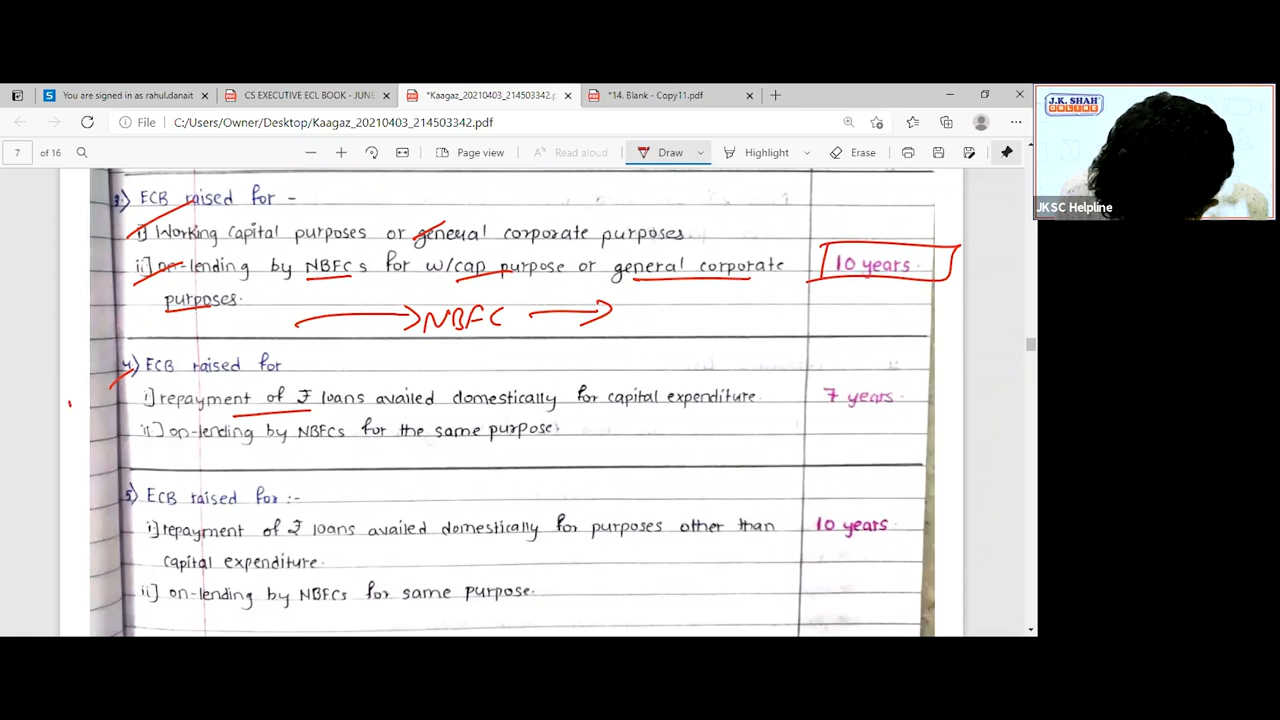 You are signed in as rahul.danait
CS EXECUTIVE ECL BOOK - JUNE
*Kaagaz_20210403_214503342.p
*14. Blank - Copy11.pdf
File C:/Users/Owner/Desktop/Kaagaz_20210403_214503342.pdf
7 of 16
Page view
Read aloud
Draw
Highlight
Erase
J.K. SHAH
ONLINE
JKSC Helpline
3.) ECB raised for -
i] Working Capital purposes or general corporate purposes.
ii] on-lending by NBFCs for w/cap purpose or general corporate 10 years.
purposes.
NBFC
4.) ECB raised for
i] repayment of ₹ loans availed domestically for capital expenditure. 7 years.
ii] on-lending by NBFCs for the same purpose.
5) ECB raised for :-
i] repayment of ₹ loans availed domestically for purposes other than 10 years.
capital expenditure.
ii] on-lending by NBFCs for same purpose.